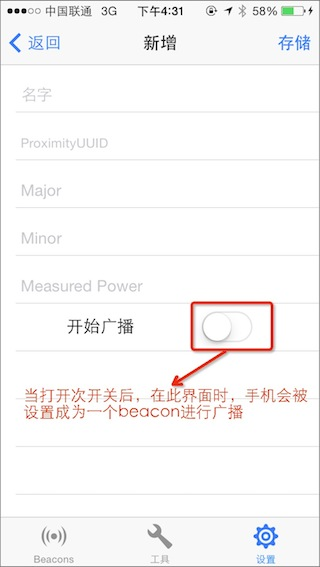 中国联通 3G 下午4:31 58%
返回 新增 存储
名字
ProximityUUID
Major
Minor
Measured Power
开始广播
当打开次开关后，在此界面时，手机会被
设置成为一个beacon进行广播
Beacons 工具 设置